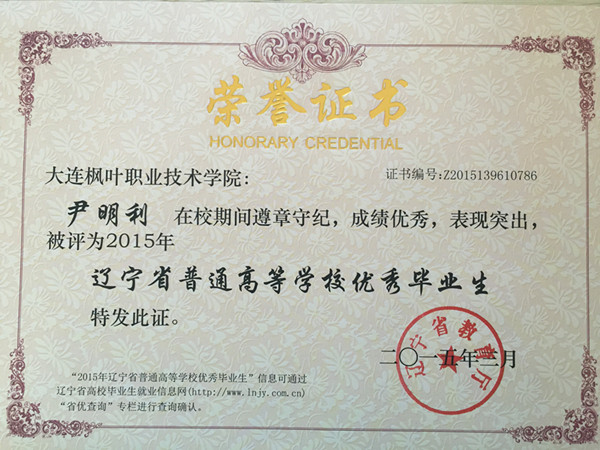 荣誉证书
HONORARY CREDENTIAL
大连枫叶职业技术学院:
证书编号:Z2015139610786
尹明利 在校期间遵章守纪，成绩优秀，表现突出，
被评为2015年
辽宁省普通高等学校优秀毕业生
特发此证。
辽宁省教育厅
二〇一五年三月
“2015年辽宁省普通高等学校优秀毕业生”信息可通过
辽宁省高校毕业生就业信息网(http://www.lnjy.com.cn)
“省优查询”专栏进行查询确认。